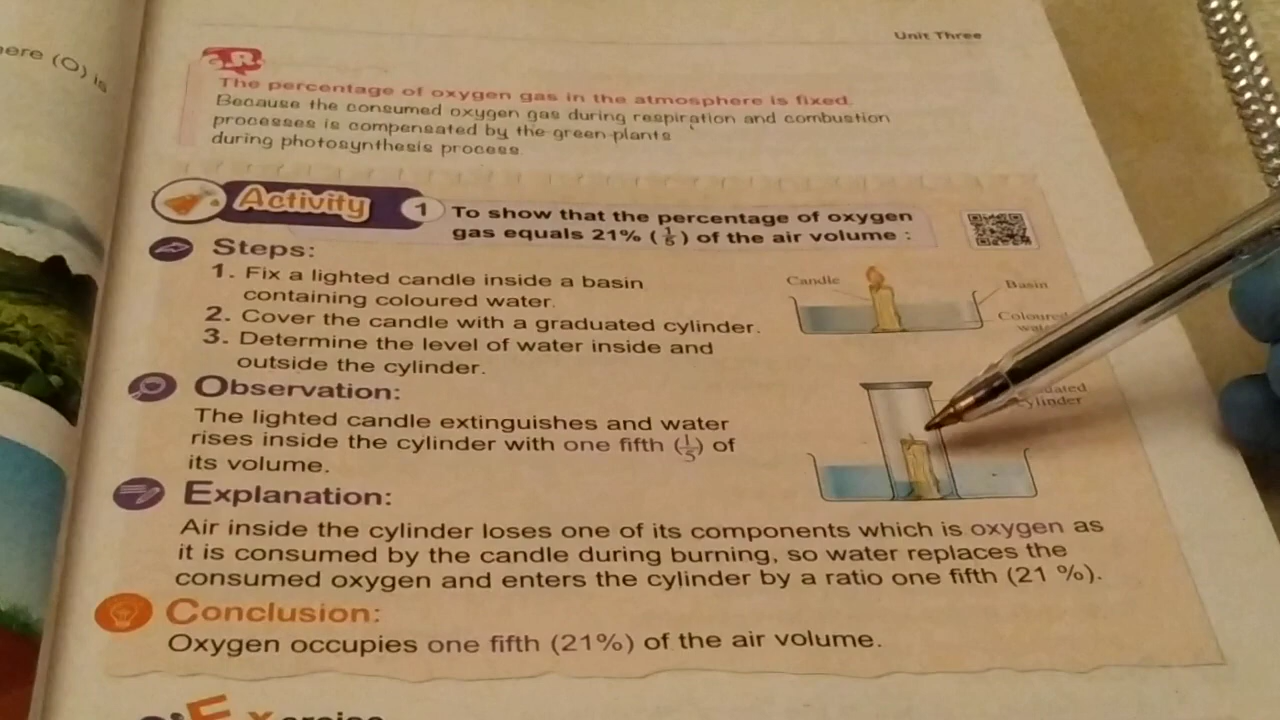 ere (O) is
Unit Three
G.R.
The percentage of oxygen gas in the atmosphere is fixed.
Because the consumed oxygen gas during respiration and combustion
processes is compensated by the green plants
during photosynthesis process.
Activity 1 To show that the percentage of oxygen
gas equals 21% (1/5) of the air volume :
Steps:
1. Fix a lighted candle inside a basin
containing coloured water.
2. Cover the candle with a graduated cylinder.
3. Determine the level of water inside and
outside the cylinder.
Candle
Basin
Coloured
Observation:
The lighted candle extinguishes and water
rises inside the cylinder with one fifth (1/5) of
its volume.
dated
cylinder
Explanation:
Air inside the cylinder loses one of its components which is oxygen as
it is consumed by the candle during burning, so water replaces the
consumed oxygen and enters the cylinder by a ratio one fifth (21 %).
Conclusion:
Oxygen occupies one fifth (21%) of the air volume.
Exercise